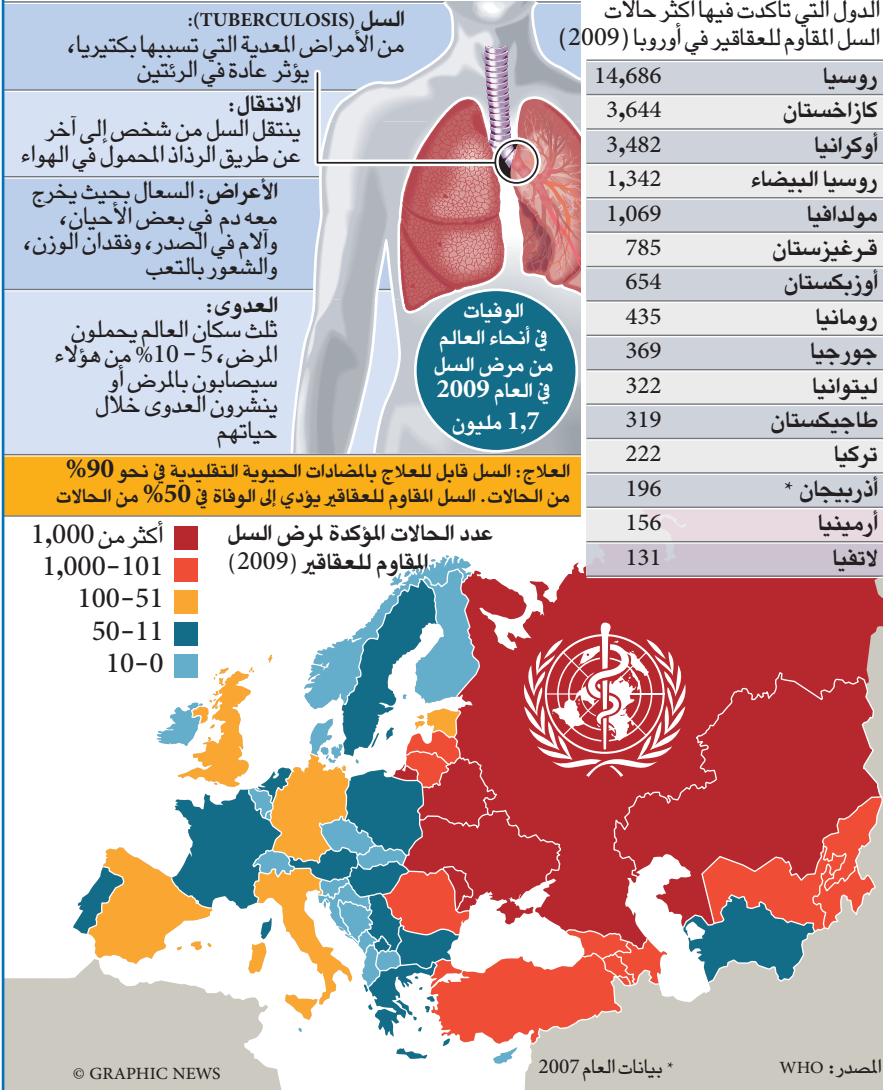 الدول التي تأكدت فيها أكثر حالات
السل المقاوم للعقاقير في أوروبا (2009)
روسيا 14,686
كازاخستان 3,644
أوكرانيا 3,482
روسيا البيضاء 1,342
مولدافيا 1,069
قرغيزستان 785
أوزبكستان 654
رومانيا 435
جورجيا 369
ليتوانيا 322
طاجيكستان 319
تركيا 222
أذربيجان * 196
أرمينيا 156
لاتفيا 131
السل (TUBERCULOSIS):
من الأمراض المعدية التي تسببها بكتيريا،
يؤثر عادة في الرئتين
الانتقال:
ينتقل السل من شخص إلى آخر
عن طريق الرذاذ المحمول في الهواء
الأعراض: السعال بحيث يخرج
معه دم في بعض الأحيان،
وآلام في الصدر، وفقدان الوزن،
والشعور بالتعب
العدوى:
ثلث سكان العالم يحملون
المرض، 5 - 10% من هؤلاء
سيصابون بالمرض أو
ينشرون العدوى خلال
حياتهم
الوفيات
في أنحاء العالم
من مرض السل
في العام 2009
1,7 مليون
العلاج: السل قابل للعلاج بالمضادات الحيوية التقليدية في نحو 90%
من الحالات. السل المقاوم للعقاقير يؤدي إلى الوفاة في 50% من الحالات
عدد الحالات المؤكدة لمرض السل
المقاوم للعقاقير (2009)
أكثر من 1,000
1,000-101
100-51
50-11
10-0
المصدر: WHO
* بيانات العام 2007
© GRAPHIC NEWS